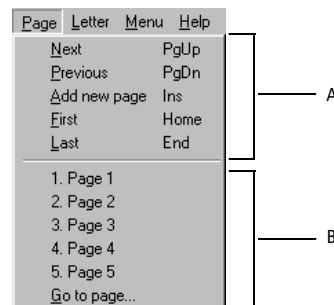 Page Letter Menu Help
Next PgUp
Previous PgDn
Add new page Ins
First Home
Last End
A
1. Page 1
2. Page 2
3. Page 3
4. Page 4
5. Page 5
Go to page...
B